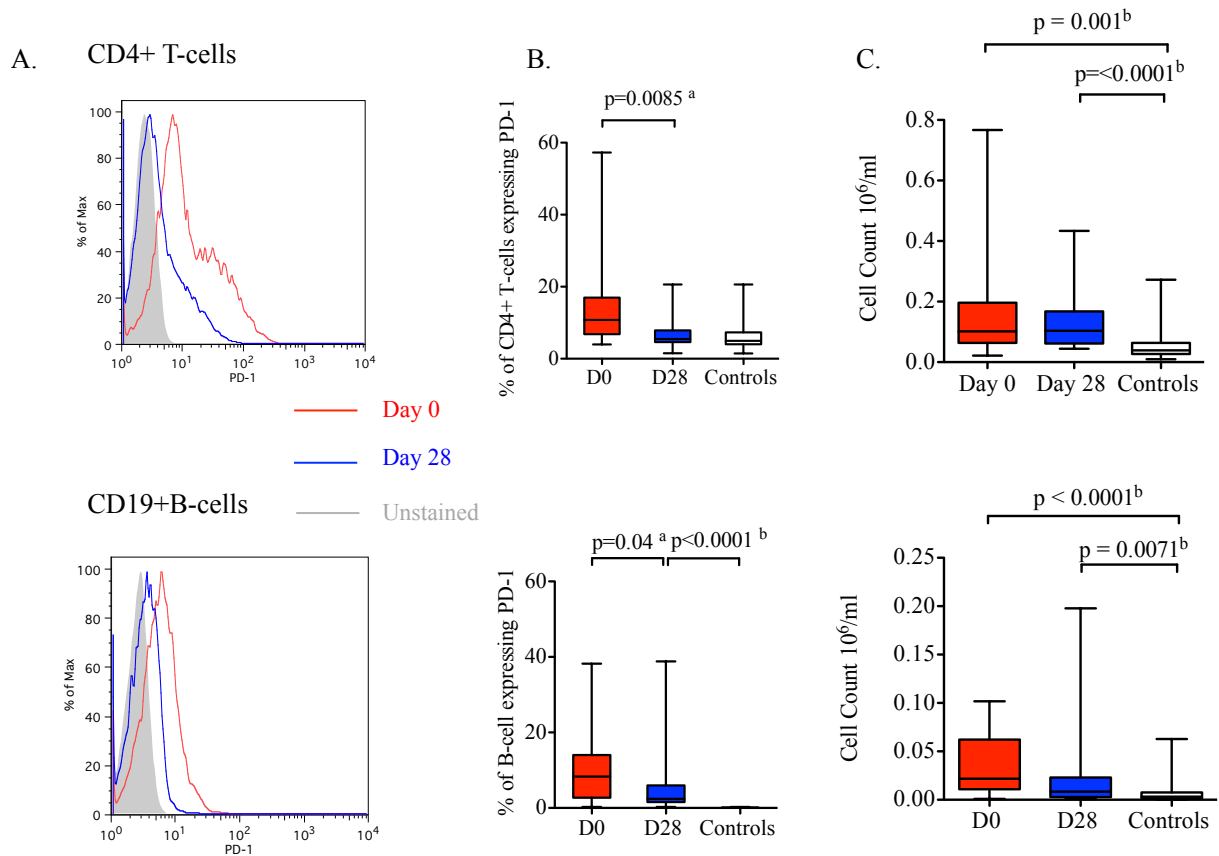 A.
CD4+ T-cells
% of Max
100
80
60
40
20
0
10⁰ 10¹ 10² 10³ 10⁴
PD-1
B.
p=0.0085 ᵃ
% of CD4+ T-cells expressing PD-1
60
40
20
0
D0 D28 Controls
C.
p = 0.001ᵇ
p=<0.0001ᵇ
Cell Count 10⁶/ml
0.8
0.6
0.4
0.2
0.0
Day 0 Day 28 Controls
Day 0
Day 28
Unstained
CD19+B-cells
% of Max
100
80
60
40
20
0
10⁰ 10¹ 10² 10³ 10⁴
PD-1
p=0.04 ᵃ p<0.0001 ᵇ
% of B-cell expressing PD-1
60
40
20
0
D0 D28 Controls
p < 0.0001ᵇ
p = 0.0071ᵇ
Cell Count 10⁶/ml
0.25
0.20
0.15
0.10
0.05
0.00
D0 D28 Controls